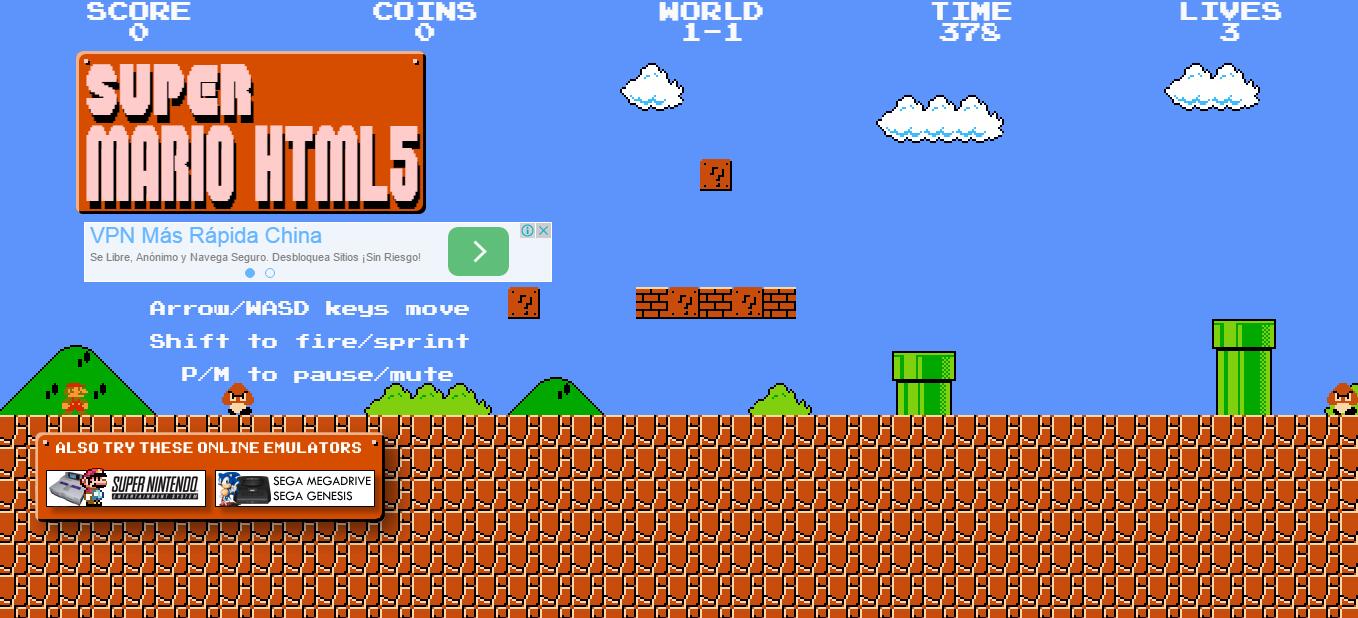 SCORE COINS WORLD TIME LIVES
0 0 1-1 378 3
SUPER
MARIO HTML5
VPN Más Rápida China
Se Libre, Anónimo y Navega Seguro. Desbloquea Sitios ¡Sin Riesgo!
Arrow/WASD keys move
Shift to fire/sprint
P/M to pause/mute
ALSO TRY THESE ONLINE EMULATORS
SUPER NINTENDO
ENTERTAINMENT SYSTEM
SEGA MEGADRIVE
SEGA GENESIS